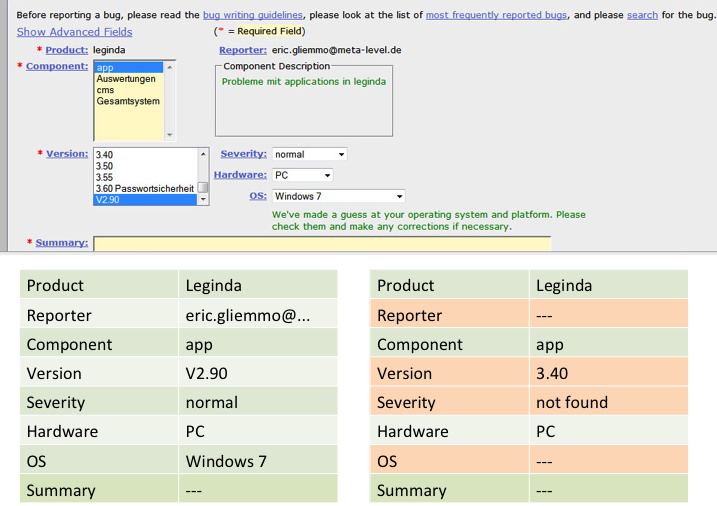 Before reporting a bug, please read the bug writing guidelines, please look at the list of most frequently reported bugs, and please search for the bug.
Show Advanced Fields (* = Required Field)
* Product: leginda Reporter: eric.gliemmo@meta-level.de
* Component: app
Auswertungen
cms
Gesamtsystem
Component Description
Probleme mit applications in leginda
* Version: 3.40
3.50
3.55
3.60 Passwortsicherheit
V2.90
Severity: normal
Hardware: PC
OS: Windows 7
We've made a guess at your operating system and platform. Please
check them and make any corrections if necessary.
* Summary:
Product Leginda
Reporter eric.gliemmo@...
Component app
Version V2.90
Severity normal
Hardware PC
OS Windows 7
Summary ---
Product Leginda
Reporter ---
Component app
Version 3.40
Severity not found
Hardware PC
OS ---
Summary ---